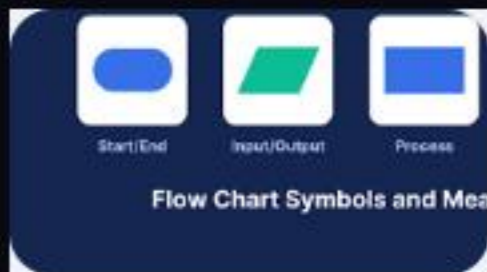 Start/End
Input/Output
Process
Flow Chart Symbols and Mea